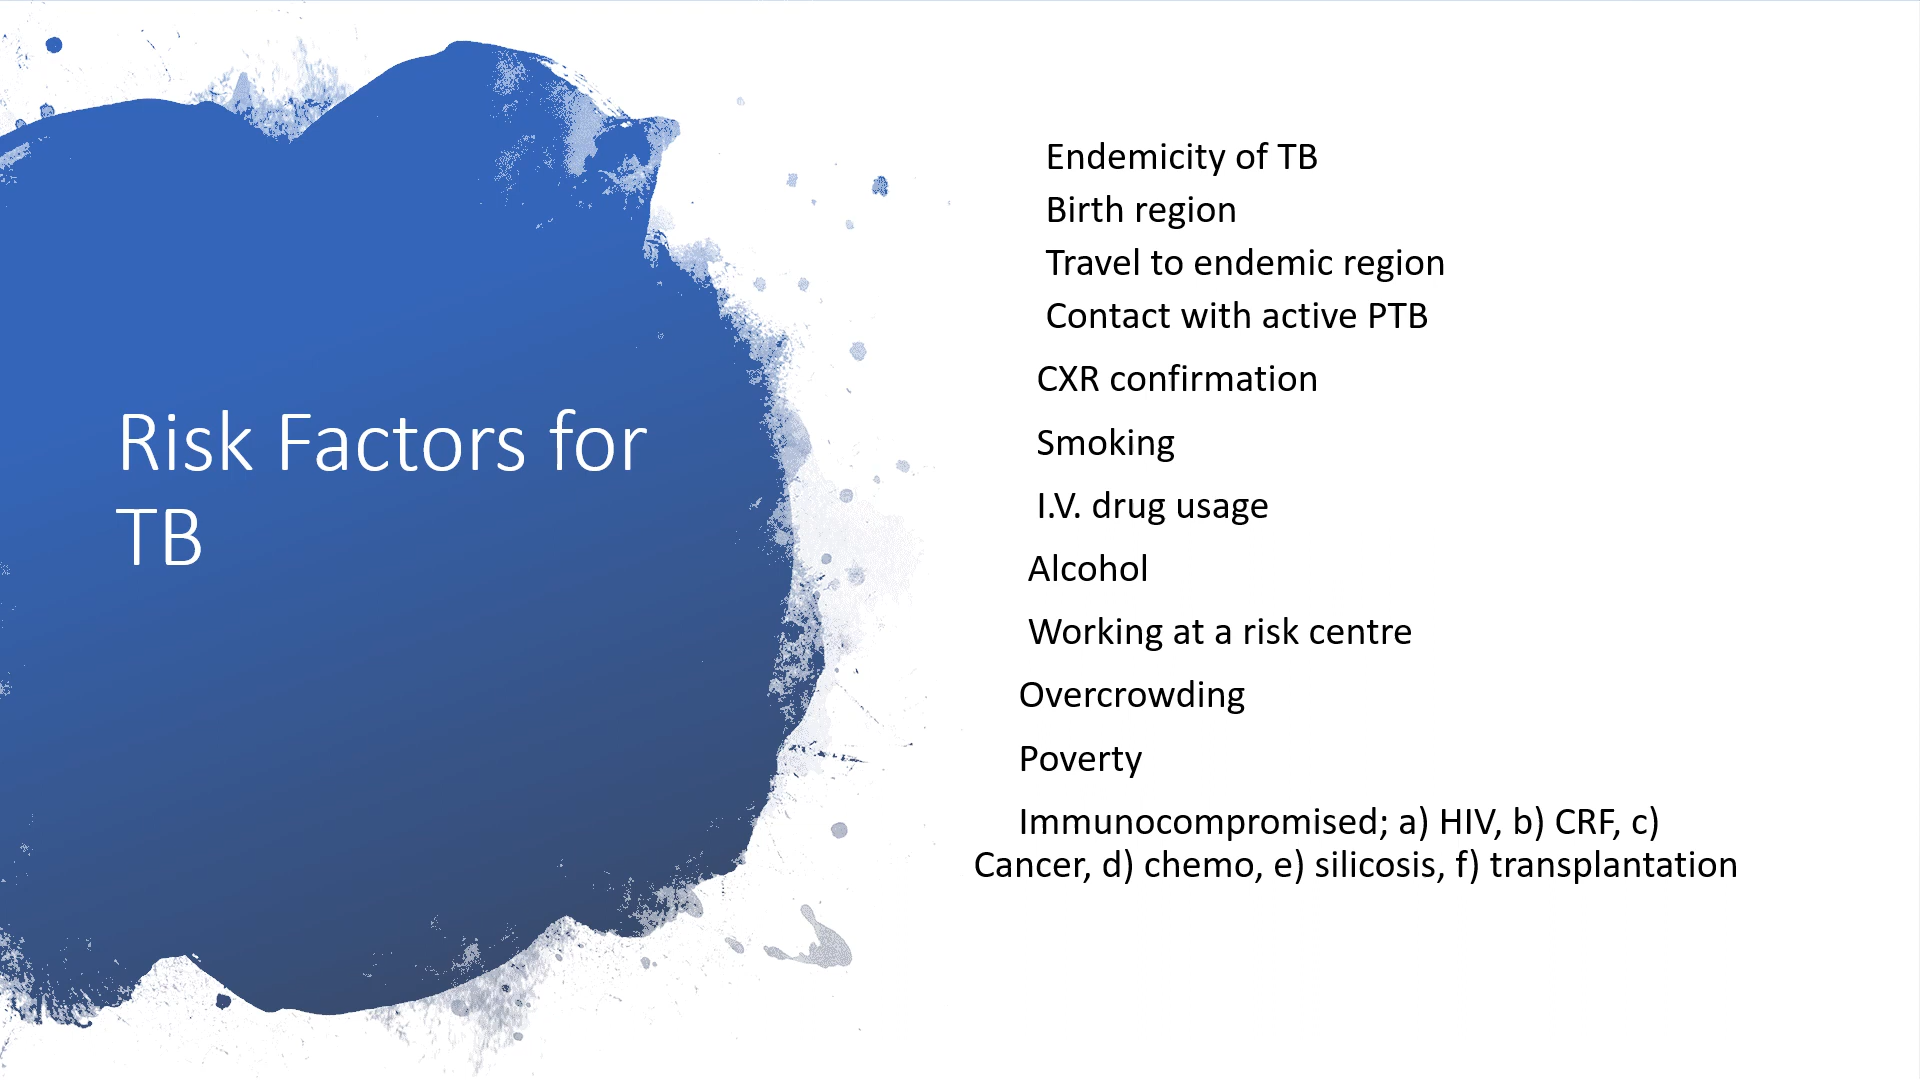 Risk Factors for
TB
Endemicity of TB
Birth region
Travel to endemic region
Contact with active PTB
CXR confirmation
Smoking
I.V. drug usage
Alcohol
Working at a risk centre
Overcrowding
Poverty
Immunocompromised; a) HIV, b) CRF, c)
Cancer, d) chemo, e) silicosis, f) transplantation